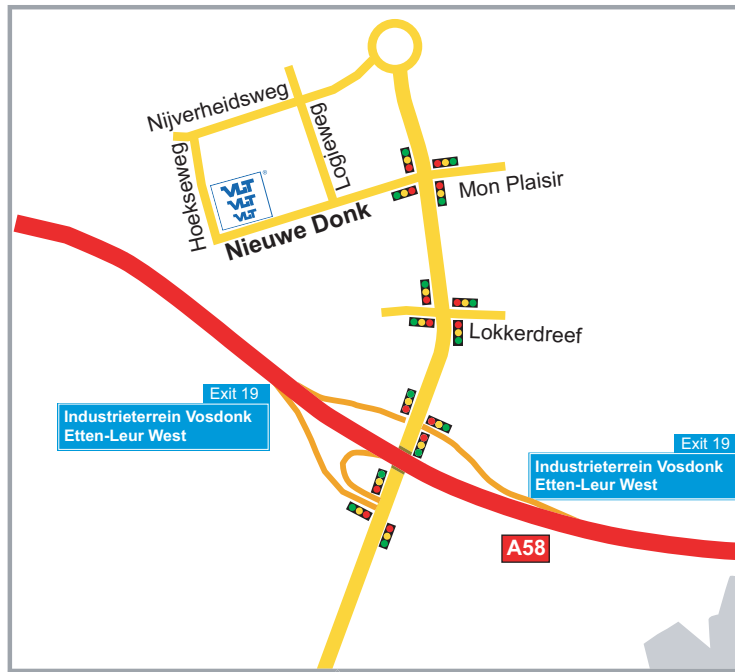 Nijverheidsweg
Logieweg
Hoekseweg
VLT
VLT
VLT
®
Mon Plaisir
Nieuwe Donk
Lokkerdreef
Exit 19
Industrieterrein Vosdonk
Etten-Leur West
Exit 19
Industrieterrein Vosdonk
Etten-Leur West
A58